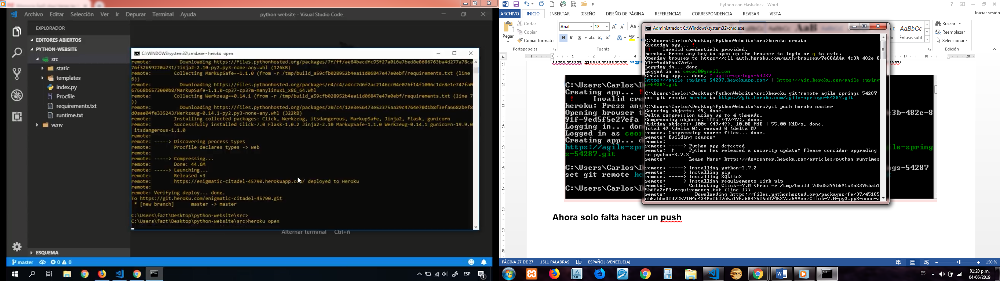 Archivo Editar Selección Ver Ir Depurar Terminal Ayuda
python-website - Visual Studio Code
EXPLORADOR
EDITORES ABIERTOS
PYTHON-WEBSITE
src
static
templates
index.py
Procfile
requirements.txt
runtime.txt
venv
ESQUEMA
C:\WINDOWS\system32\cmd.exe - heroku open
remote: Downloading https://files.pythonhosted.org/packages/7f/ff/ae64bacdfc95f27a016a7bed8e8686763ba4d277a78ca
76f32659220a731/Jinja2-2.10-py2.py3-none-any.whl (126kB)
remote: Collecting MarkupSafe==1.1.0 (from -r /tmp/build_a59cfb028952b4ea11d06847e47e0ebf/requirements.txt (line
6))
remote: Downloading https://files.pythonhosted.org/packages/e4/c4/adcc2d6f2ac2146cc04e076f14f1006c1de8e1e747fa0
67668b6573000b8/MarkupSafe-1.1.0-cp37-cp37m-manylinux1_x86_64.whl
remote: Collecting Werkzeug==0.14.1 (from -r /tmp/build_a59cfb028952b4ea11d06847e47e0ebf/requirements.txt (line 7
))
remote: Downloading https://files.pythonhosted.org/packages/20/c4/12e3e56473e52375aa29c4764e70d1b8f3efa6682bef8
d0aae04fe335243/Werkzeug-0.14.1-py2.py3-none-any.whl (322kB)
remote: Installing collected packages: Click, Werkzeug, itsdangerous, MarkupSafe, Jinja2, Flask, gunicorn
remote: Successfully installed Click-7.0 Flask-1.0.2 Jinja2-2.10 MarkupSafe-1.1.0 Werkzeug-0.14.1 gunicorn-19.9.0
itsdangerous-1.1.0
remote:
remote: -----> Discovering process types
remote: Procfile declares types -> web
remote:
remote: -----> Compressing...
remote: Done: 44.6M
remote: -----> Launching...
remote: Released v3
remote: https://enigmatic-citadel-45790.herokuapp.com/ deployed to Heroku
remote:
remote: Verifying deploy... done.
To https://git.heroku.com/enigmatic-citadel-45790.git
* [new branch] master -> master
C:\Users\fazt\Desktop\python-website\src>
C:\Users\fazt\Desktop\python-website\src>heroku open
Alternar terminal Ctrl+ñ
master 0 0
ESP
Python con Flask.docx - Word
ARCHIVO INICIO INSERTAR DISEÑO DISEÑO DE PÁGINA REFERENCIAS CORRESPONDENCIA REVISAR VISTA
Iniciar sesión
Pegar
Cortar
Copiar
Copiar formato
Portapapeles
Arial 12
N K S abc x₂ x²
Fuente
AaBbCc
Énfasis sutil
Buscar
Reemplazar
Seleccionar
Edición
Administrador: C:\Windows\system32\cmd.exe
C:\Users\Carlos\Desktop\PythonWebsite\src>heroku create
Creating app... !
! Invalid credentials provided.
heroku: Press any key to open up the browser to login or q to exit:
Opening browser to https://cli-auth.heroku.com/auth/browser/7e68dd4a-4c3b-482e-8
91f-9ed5f5e27efa
Logging in... done
Logged in as ceor30@gmail.com
Creating app... done, ? agile-springs-54287
https://agile-springs-54287.herokuapp.com/ | https://git.heroku.com/agile-spring
s-54287.git
C:\Users\Carlos\Desktop\PythonWebsite\src>heroku git:remote agile-springs-54287
set git remote heroku to https://git.heroku.com/agile-springs-54287.git
C:\Users\Carlos\Desktop\PythonWebsite\src>git push heroku master
Counting objects: 49, done.
Delta compression using up to 4 threads.
Compressing objects: 100% (47/47), done.
Writing objects: 100% (49/49), 10.08 MiB | 55.00 KiB/s, done.
Total 49 (delta 0), reused 0 (delta 0)
remote: Compressing source files... done.
remote: Building source:
remote:
remote: -----> Python app detected
remote: ! Python has released a security update! Please consider upgrading
to python-3.7.3
remote: Learn More: https://devcenter.heroku.com/articles/python-runtimes
remote: -----> Installing python-3.7.2
remote: -----> Installing pip
remote: -----> Installing SQLite3
remote: -----> Installing requirements with pip
remote: Collecting Click==7.0 (from -r /tmp/build_7d5d5399b691c0e2396bab1
5b6fa2ef3/requirements.txt (line 1))
remote: Downloading https://files.pythonhosted.org/packages/fa/37/45185
cb5abbc30d7257104c434fe0b07e5a195a6847506c074527aa599ec/Click-7.0-py2.py3-none-a
C:\Users\Carlos\D
Creating app... !
! Invalid cre
heroku: Press any
Opening browser t
c3b-482e-8
91f-9ed5f5e27efa
Logging in... don
Logged in as ceo
Creating app... d
https://agile-spr
ile-spring
s-54287.git
C:\Users\Carlos\D
ngs-54287
set git remote he
C:\Users\Carlos\D
Ahora solo falta hacer un push
PÁGINA 27 DE 27 1511 PALABRAS ESPAÑOL (VENEZUELA) 150 %
ES
01:20 p.m.
04/06/2019